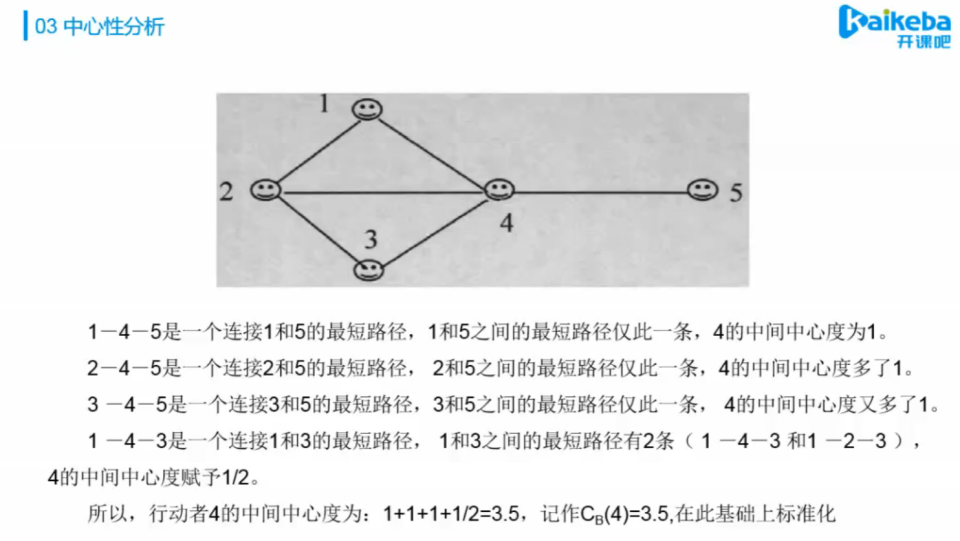 03 中心性分析
Kaikeba
开课吧
1
2
3
4
5
1－4－5是一个连接1和5的最短路径，1和5之间的最短路径仅此一条，4的中间中心度为1。
2－4－5是一个连接2和5的最短路径， 2和5之间的最短路径仅此一条，4的中间中心度多了1。
3 －4－5是一个连接3和5的最短路径，3和5之间的最短路径仅此一条， 4的中间中心度又多了1。
1 －4－3是一个连接1和3的最短路径， 1和3之间的最短路径有2条（ 1 －4－3 和1 －2－3 ），
4的中间中心度赋予1/2。
所以，行动者4的中间中心度为：1+1+1+1/2=3.5，记作C_B(4)=3.5,在此基础上标准化